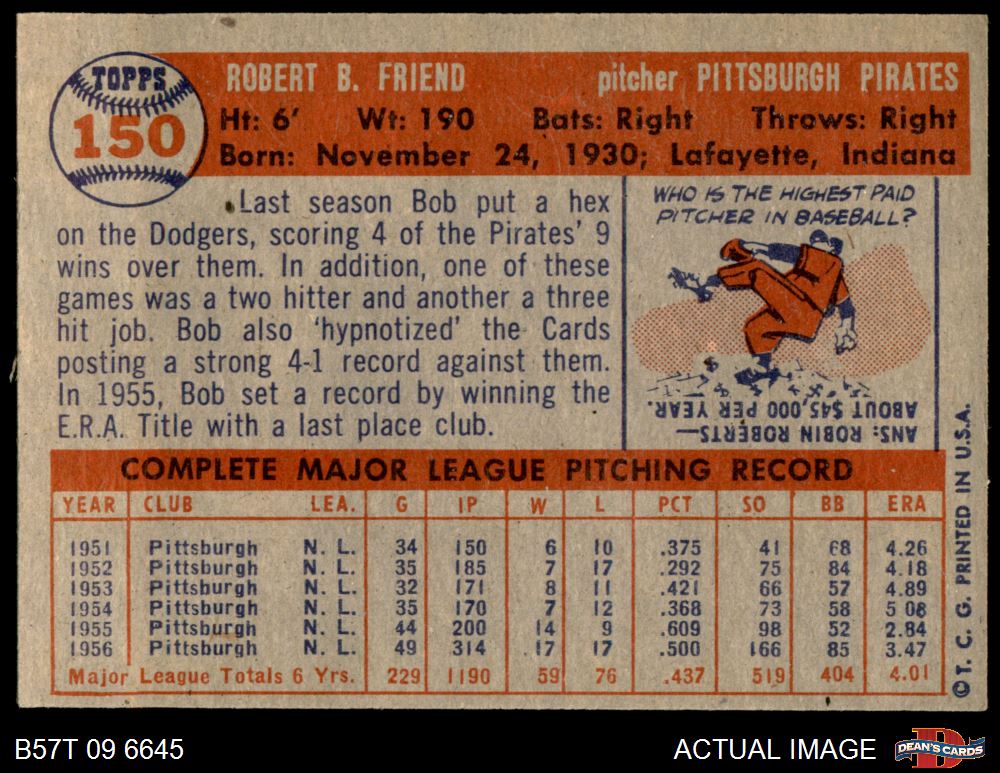 TOPPS
150
ROBERT B. FRIEND pitcher PITTSBURGH PIRATES
Ht: 6' Wt: 190 Bats: Right Throws: Right
Born: November 24, 1930; Lafayette, Indiana
Last season Bob put a hex
on the Dodgers, scoring 4 of the Pirates' 9
wins over them. In addition, one of these
games was a two hitter and another a three
hit job. Bob also 'hypnotized' the Cards
posting a strong 4-1 record against them.
In 1955, Bob set a record by winning the
E.R.A. Title with a last place club.
WHO IS THE HIGHEST PAID
PITCHER IN BASEBALL?
ANS: ROBIN ROBERTS—
ABOUT $45,000 PER YEAR.
COMPLETE MAJOR LEAGUE PITCHING RECORD
YEAR CLUB LEA. G IP W L PCT SO BB ERA
1951 Pittsburgh N. L. 34 150 6 10 .375 41 68 4.26
1952 Pittsburgh N. L. 35 185 7 17 .292 75 84 4.18
1953 Pittsburgh N. L. 32 171 8 11 .421 66 57 4.89
1954 Pittsburgh N. L. 35 170 7 12 .368 73 58 5 08
1955 Pittsburgh N. L. 44 200 14 9 .609 98 52 2.84
1956 Pittsburgh N. L. 49 314 17 17 .500 166 85 3.47
Major League Totals 6 Yrs. 229 1190 59 76 .437 519 404 4.01
©T. C. G. PRINTED IN U.S.A.
B57T 09 6645
ACTUAL IMAGE
D
DEAN'S CARDS